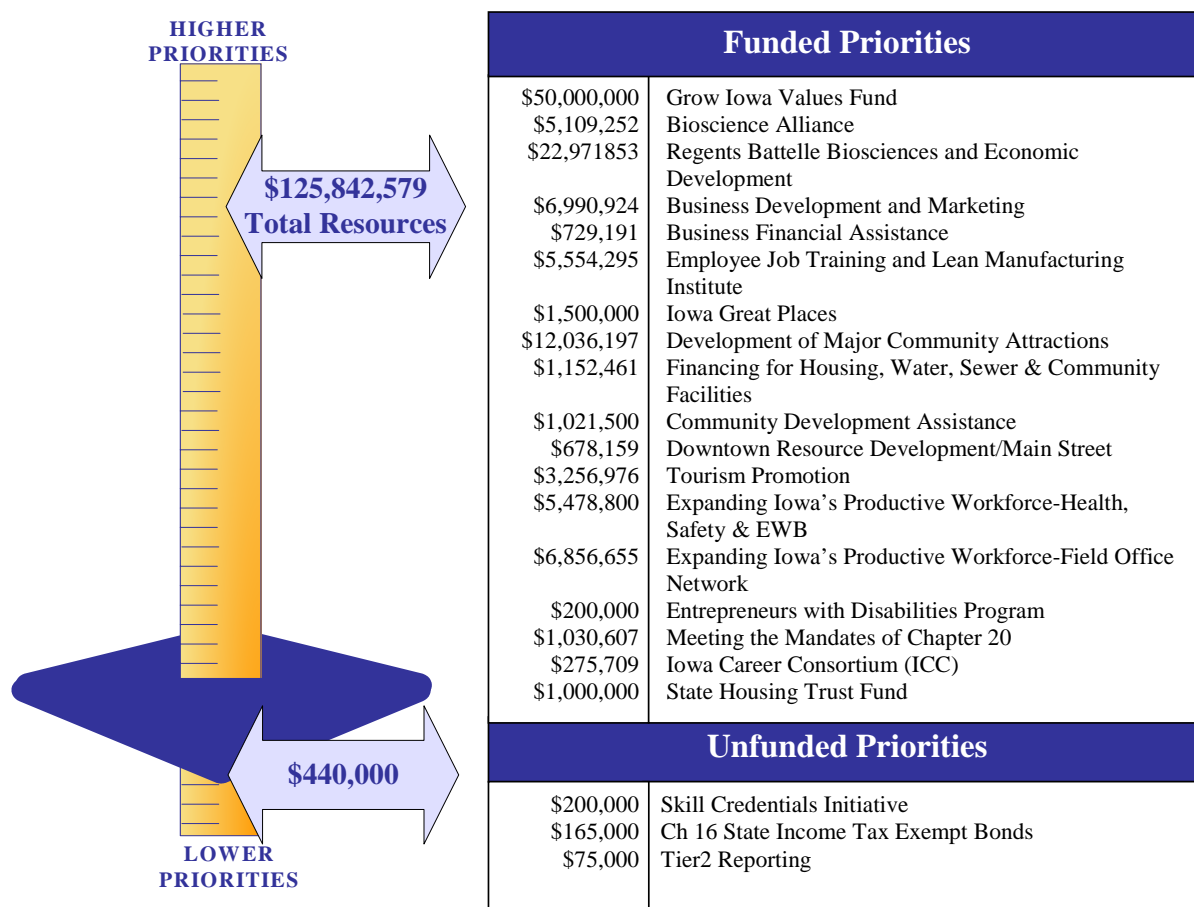 HIGHER
PRIORITIES
$125,842,579
Total Resources
$440,000
LOWER
PRIORITIES
Funded Priorities
$50,000,000 Grow Iowa Values Fund
$5,109,252 Bioscience Alliance
$22,971853 Regents Battelle Biosciences and Economic
Development
$6,990,924 Business Development and Marketing
$729,191 Business Financial Assistance
$5,554,295 Employee Job Training and Lean Manufacturing
Institute
$1,500,000 Iowa Great Places
$12,036,197 Development of Major Community Attractions
$1,152,461 Financing for Housing, Water, Sewer & Community
Facilities
$1,021,500 Community Development Assistance
$678,159 Downtown Resource Development/Main Street
$3,256,976 Tourism Promotion
$5,478,800 Expanding Iowa’s Productive Workforce-Health,
Safety & EWB
$6,856,655 Expanding Iowa’s Productive Workforce-Field Office
Network
$200,000 Entrepreneurs with Disabilities Program
$1,030,607 Meeting the Mandates of Chapter 20
$275,709 Iowa Career Consortium (ICC)
$1,000,000 State Housing Trust Fund
Unfunded Priorities
$200,000 Skill Credentials Initiative
$165,000 Ch 16 State Income Tax Exempt Bonds
$75,000 Tier2 Reporting